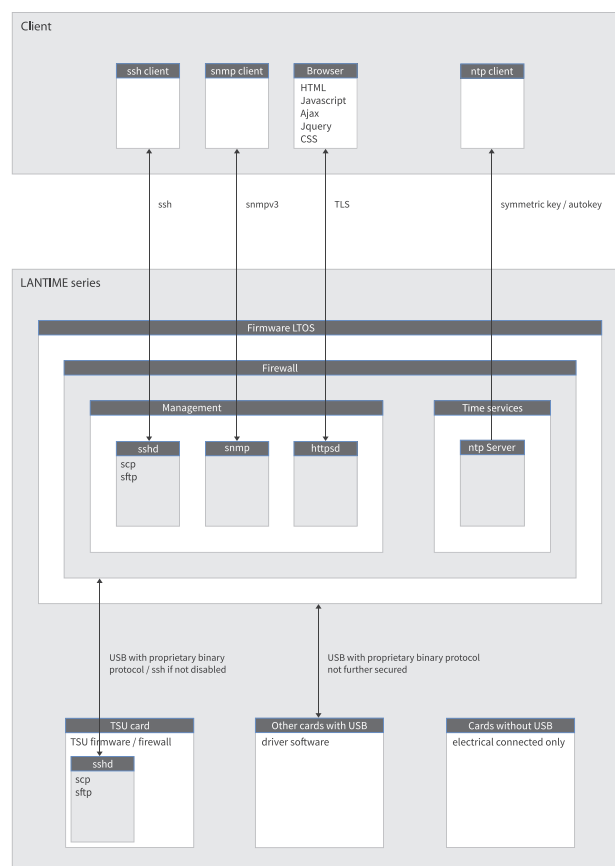 Client
ssh client
snmp client
Browser
ntp client
HTML
Javascript
Ajax
Jquery
CSS
ssh
snmpv3
TLS
symmetric key / autokey
LANTIME series
Firmware LTOS
Firewall
Management
Time services
sshd
snmp
httpsd
ntp Server
scp
sftp
USB with proprietary binary
protocol / ssh if not disabled
USB with proprietary binary protocol
not further secured
TSU card
Other cards with USB
Cards without USB
TSU firmware / firewall
driver software
electrical connected only
sshd
scp
sftp